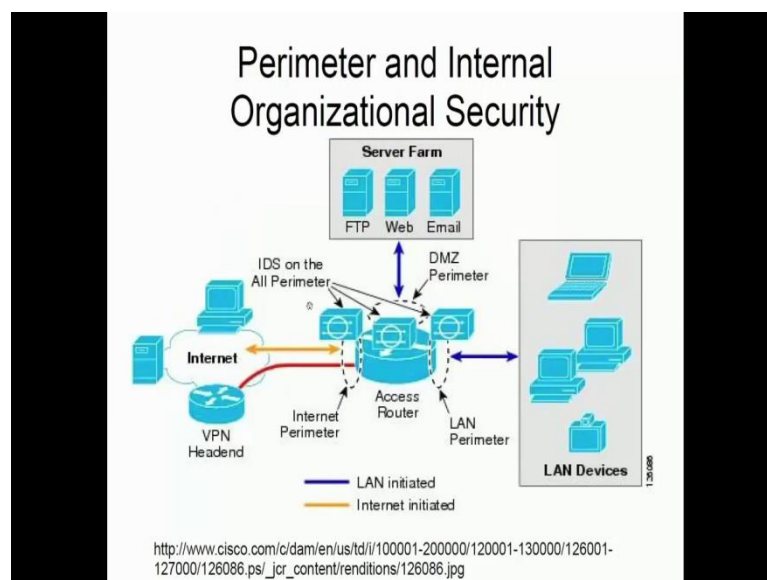 Perimeter and Internal
Organizational Security
Server Farm
FTP Web Email
IDS on the
All Perimeter
DMZ
Perimeter
Internet
VPN
Headend
Internet
Perimeter
Access
Router
LAN
Perimeter
LAN Devices
126086
LAN initiated
Internet initiated
http://www.cisco.com/c/dam/en/us/td/i/100001-200000/120001-130000/126001-
127000/126086.ps/_jcr_content/renditions/126086.jpg